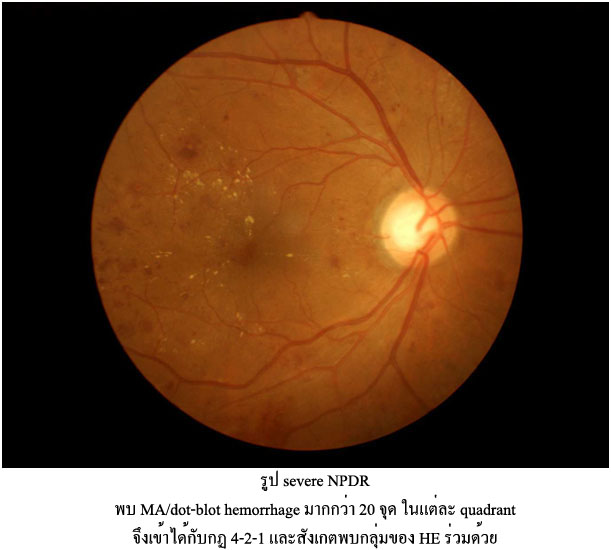 รูป severe NPDR
พบ MA/dot-blot hemorrhage มากกว่า 20 จุด ในแต่ละ quadrant
จึงเข้าได้กับกฏ 4-2-1 และสังเกตพบกลุ่มของ HE ร่วมด้วย